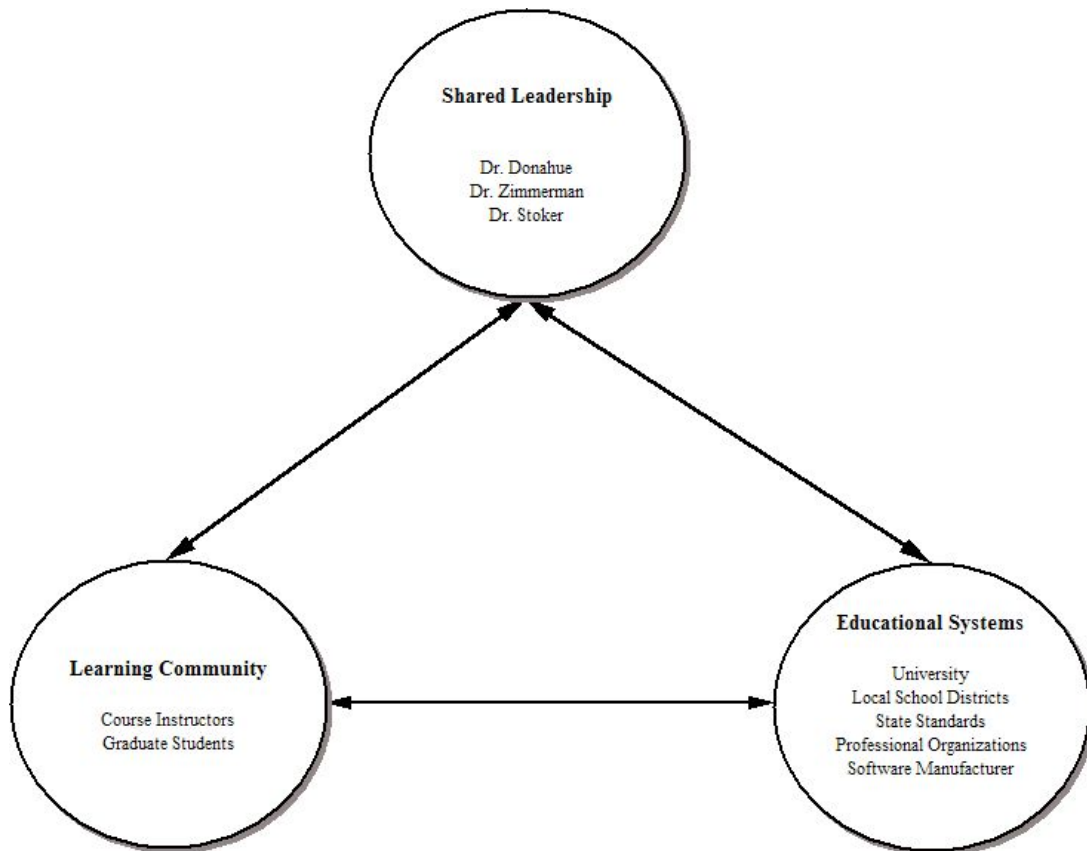 Shared Leadership
Dr. Donahue
Dr. Zimmerman
Dr. Stoker
Learning Community
Course Instructors
Graduate Students
Educational Systems
University
Local School Districts
State Standards
Professional Organizations
Software Manufacturer